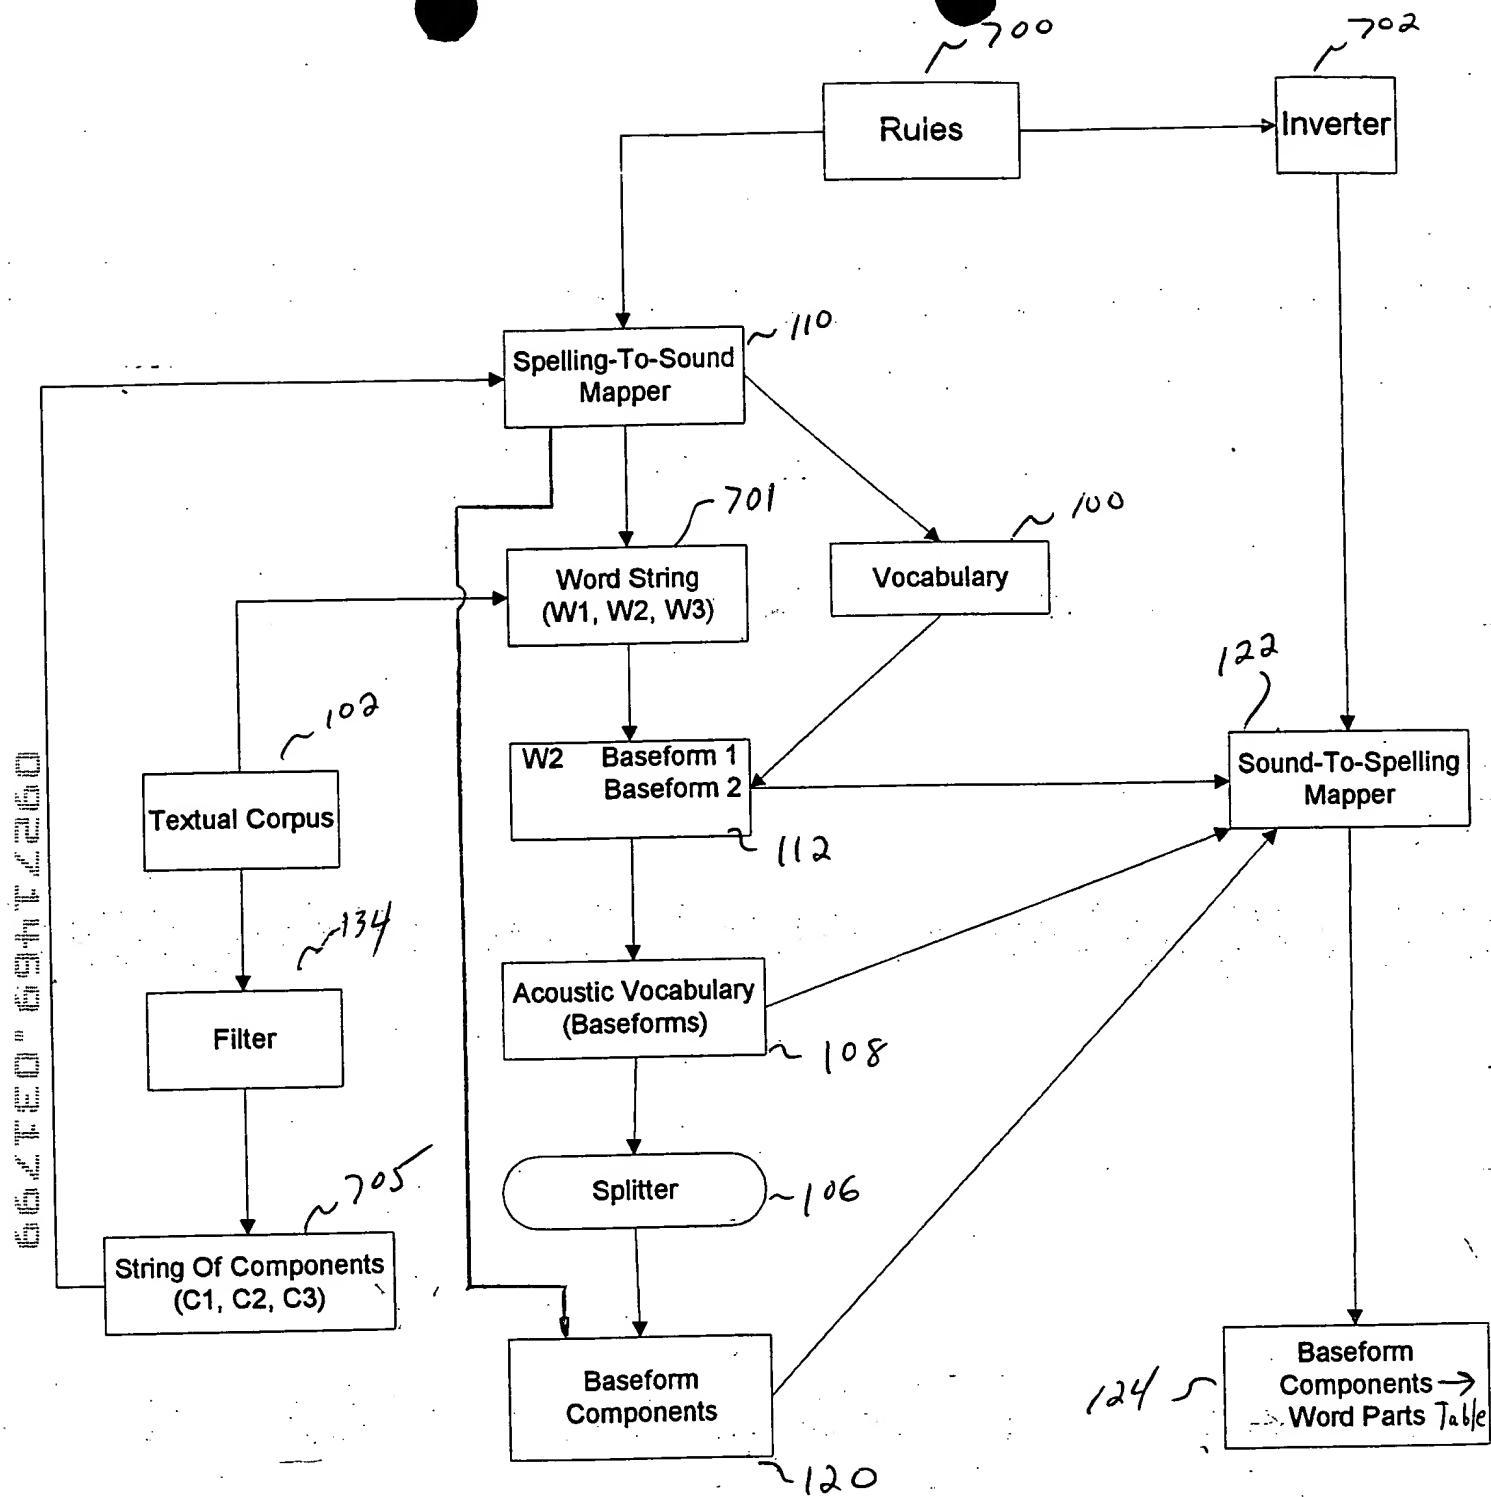 700
702
Rules
Inverter
110
Spelling-To-Sound
Mapper
701
100
Word String
(W1, W2, W3)
Vocabulary
122
102
W2 Baseform 1
Baseform 2
Sound-To-Spelling
Mapper
Textual Corpus
112
134
Acoustic Vocabulary
(Baseforms)
Filter
108
705
Splitter
106
String Of Components
(C1, C2, C3)
Baseform
Components
120
124
Baseform
Components →
Word Parts Table
09271469.031799